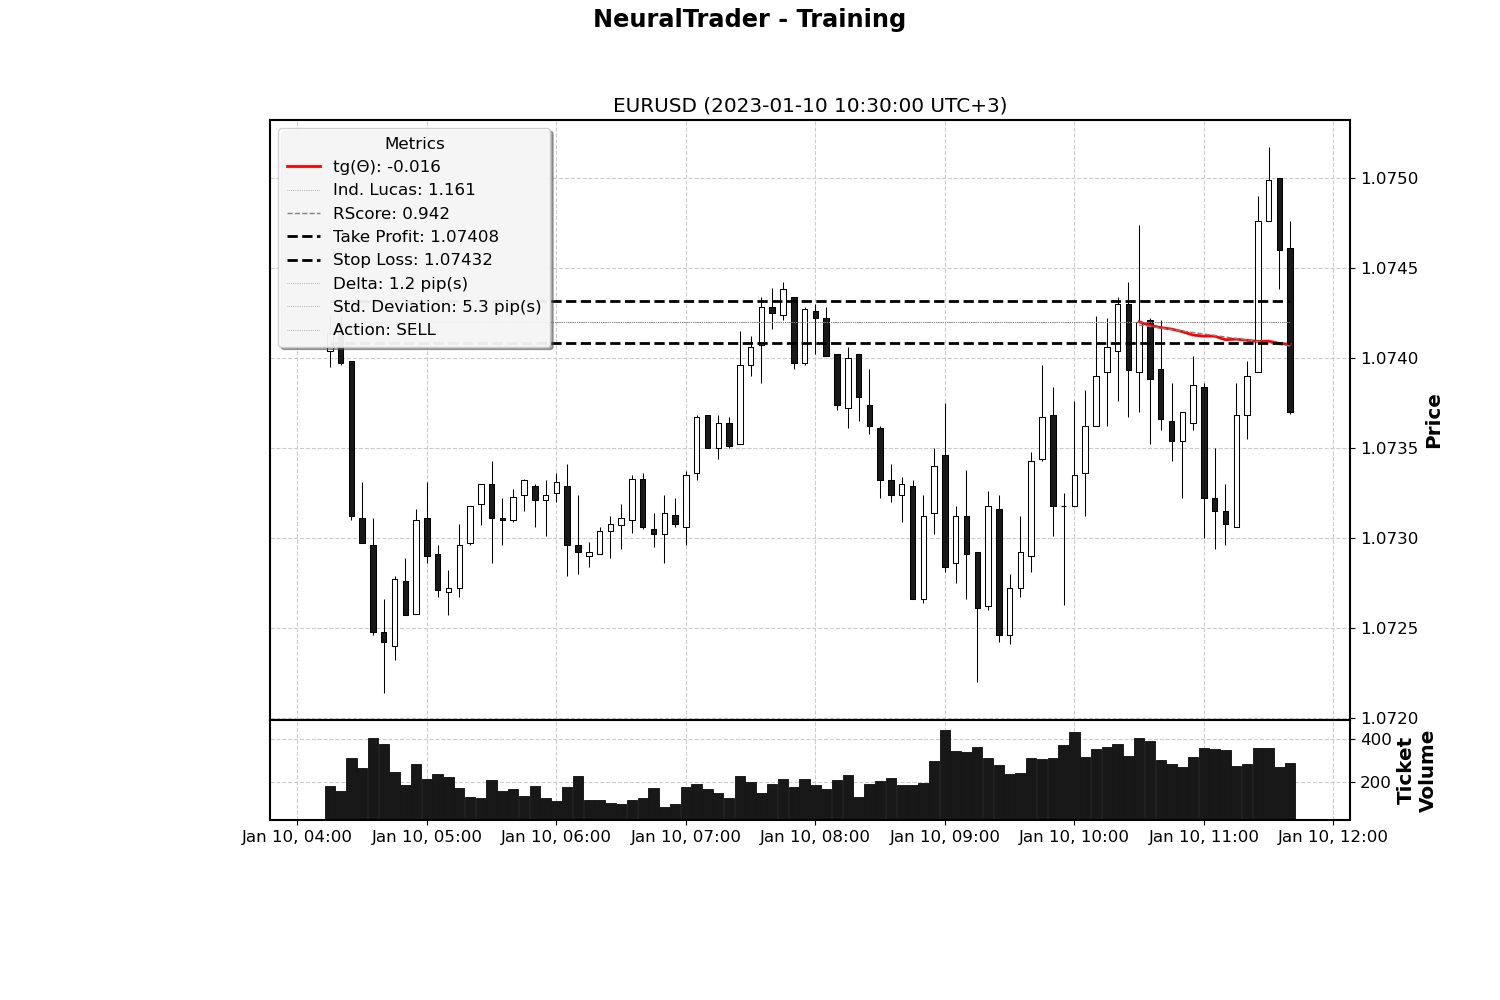 NeuralTrader - Training
EURUSD (2023-01-10 10:30:00 UTC+3)
Metrics
tg(Θ): -0.016
Ind. Lucas: 1.161
RScore: 0.942
Take Profit: 1.07408
Stop Loss: 1.07432
Delta: 1.2 pip(s)
Std. Deviation: 5.3 pip(s)
Action: SELL
1.0750
1.0745
1.0740
1.0735
1.0730
1.0725
1.0720
Price
400
200
Ticket
Volume
Jan 10, 04:00
Jan 10, 05:00
Jan 10, 06:00
Jan 10, 07:00
Jan 10, 08:00
Jan 10, 09:00
Jan 10, 10:00
Jan 10, 11:00
Jan 10, 12:00